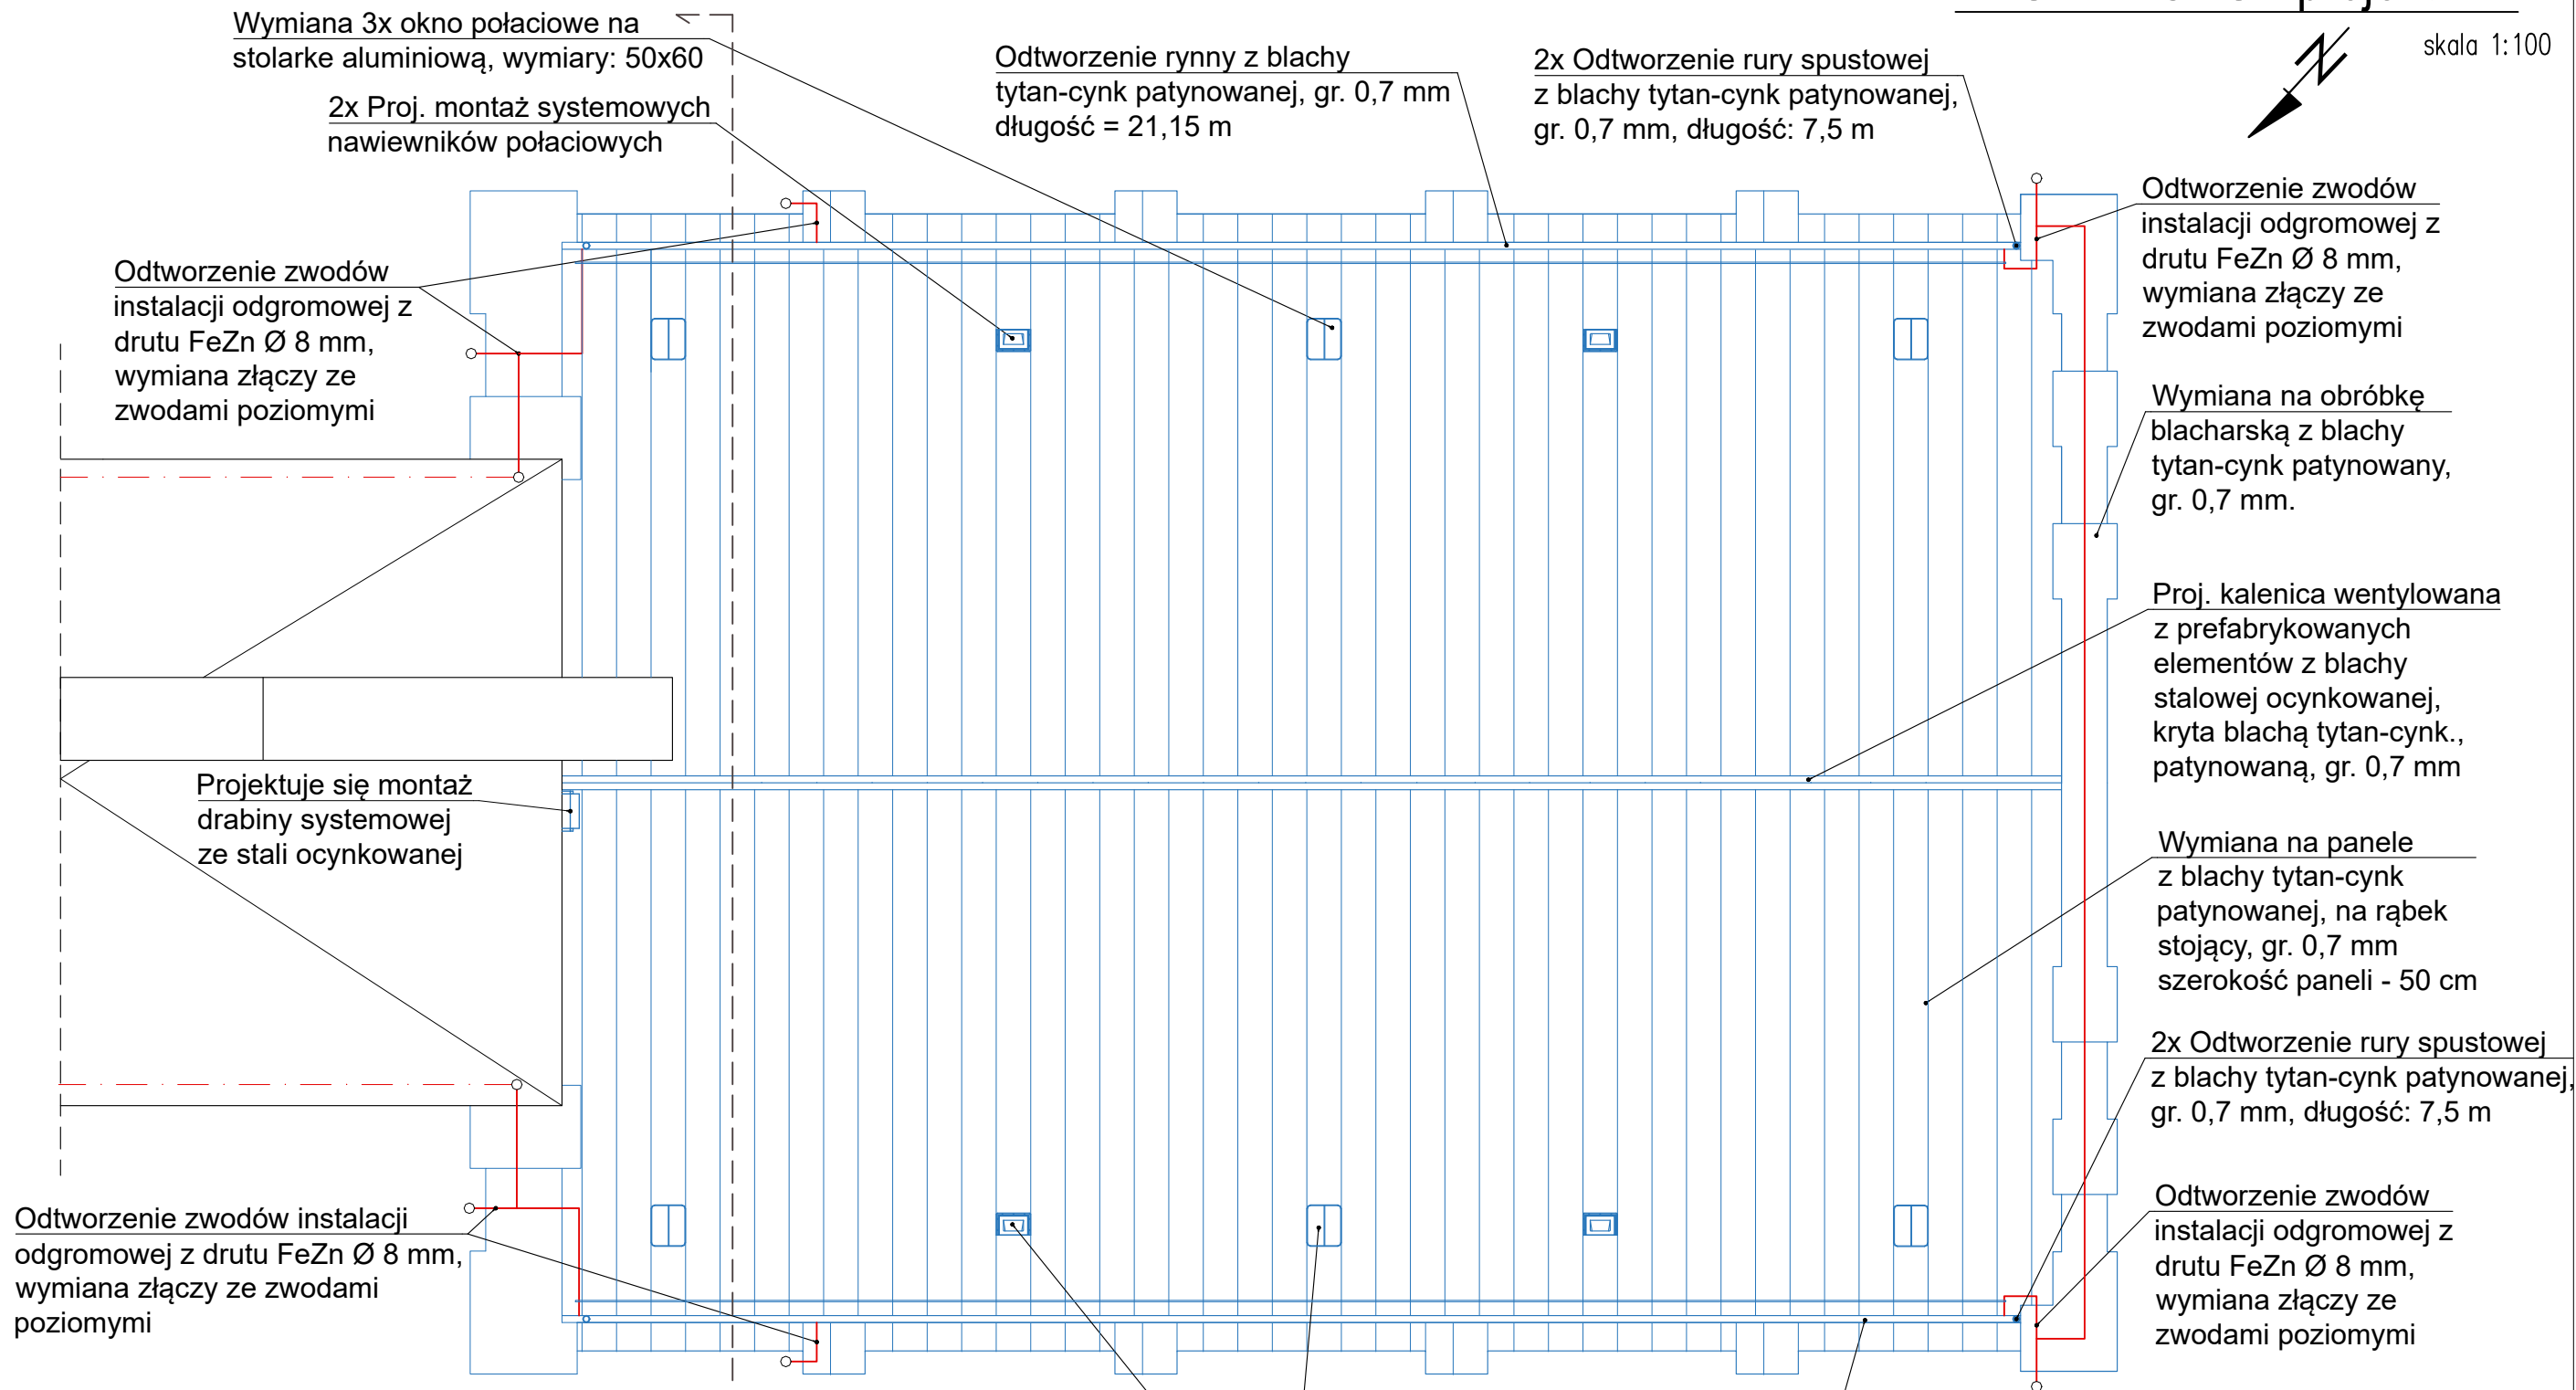 skala 1:100
Wymiana 3x okno połaciowe na
stolarke aluminiową, wymiary: 50x60
2x Proj. montaż systemowych
nawiewników połaciowych
Odtworzenie rynny z blachy
tytan-cynk patynowanej, gr. 0,7 mm
długość = 21,15 m
2x Odtworzenie rury spustowej
z blachy tytan-cynk patynowanej,
gr. 0,7 mm, długość: 7,5 m
Odtworzenie zwodów
instalacji odgromowej z
drutu FeZn Ø 8 mm,
wymiana złączy ze
zwodami poziomymi
Odtworzenie zwodów
instalacji odgromowej z
drutu FeZn Ø 8 mm,
wymiana złączy ze
zwodami poziomymi
Wymiana na obróbkę
blacharską z blachy
tytan-cynk patynowany,
gr. 0,7 mm.
Proj. kalenica wentylowana
z prefabrykowanych
elementów z blachy
stalowej ocynkowanej,
kryta blachą tytan-cynk.,
patynowaną, gr. 0,7 mm
Projektuje się montaż
drabiny systemowej
ze stali ocynkowanej
Wymiana na panele
z blachy tytan-cynk
patynowanej, na rąbek
stojący, gr. 0,7 mm
szerokość paneli - 50 cm
2x Odtworzenie rury spustowej
z blachy tytan-cynk patynowanej,
gr. 0,7 mm, długość: 7,5 m
Odtworzenie zwodów instalacji
odgromowej z drutu FeZn Ø 8 mm,
wymiana złączy ze zwodami
poziomymi
Odtworzenie zwodów
instalacji odgromowej z
drutu FeZn Ø 8 mm,
wymiana złączy ze
zwodami poziomymi